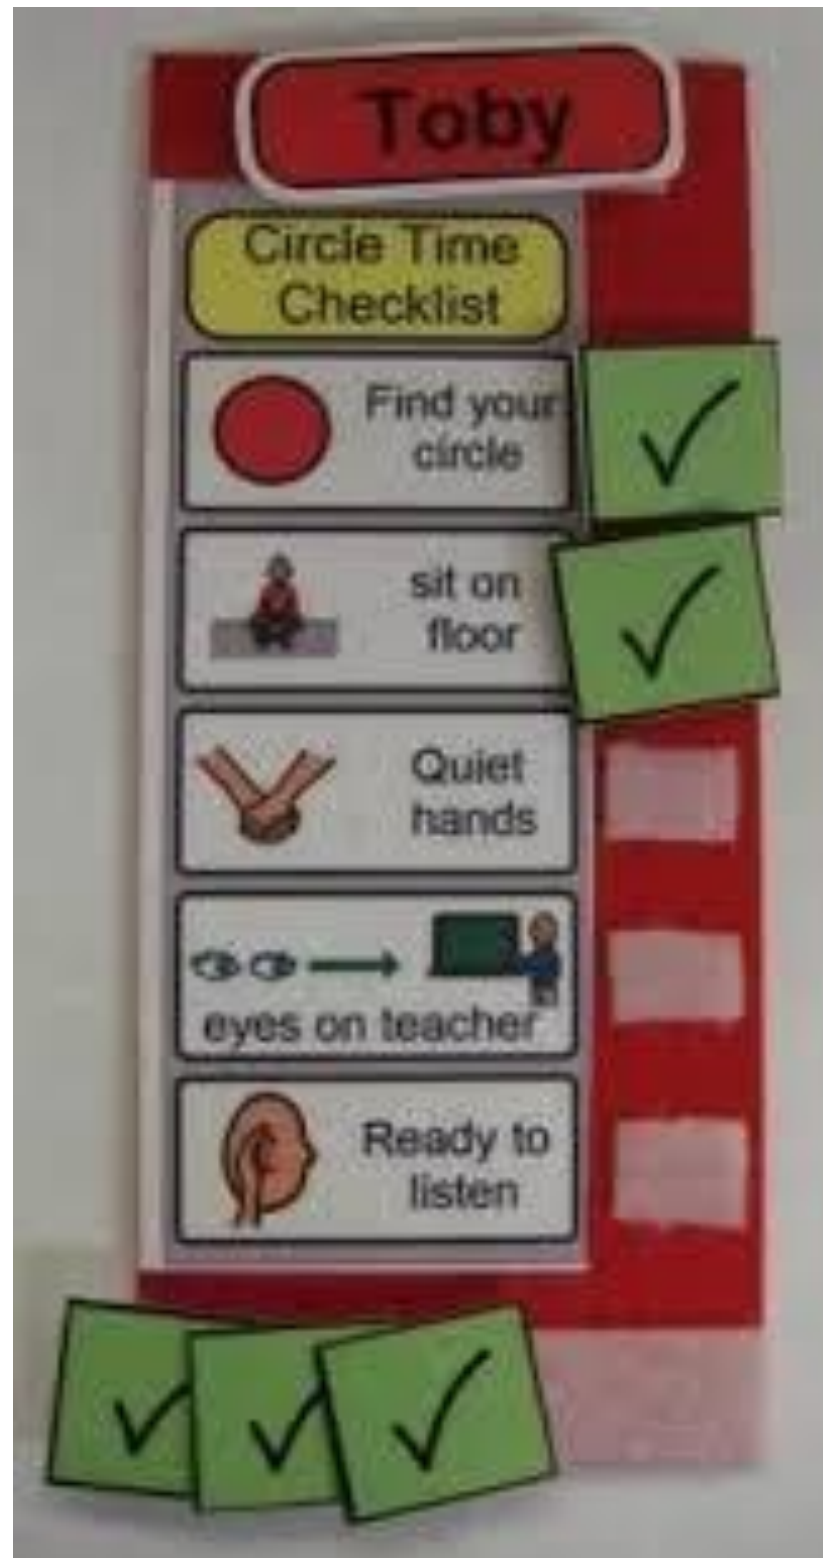 Toby
Circle Time
Checklist
Find your
circle
sit on
floor
Quiet
hands
eyes on teacher
Ready to
listen